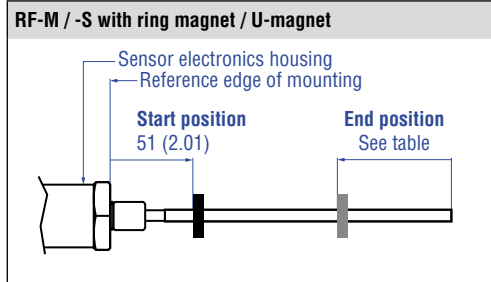 RF-M / -S with ring magnet / U-magnet
Sensor electronics housing
Reference edge of mounting
Start position
51 (2.01)
End position
See table